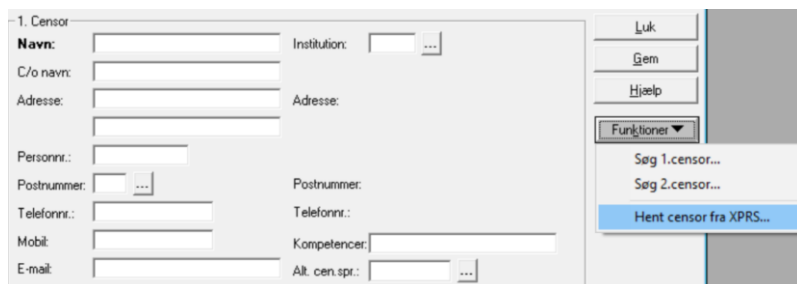 1. Censor
Navn:
Institution:
...
Luk
C/o navn:
Gem
Adresse:
Adresse:
Hjælp
Funktioner
Personnr.:
Søg 1.censor...
Postnummer:
...
Postnummer:
Søg 2.censor...
Telefonnr.:
Telefonnr.:
Hent censor fra XPRS...
Mobil:
Kompetencer:
E-mail:
Alt. cen.spr.:
...